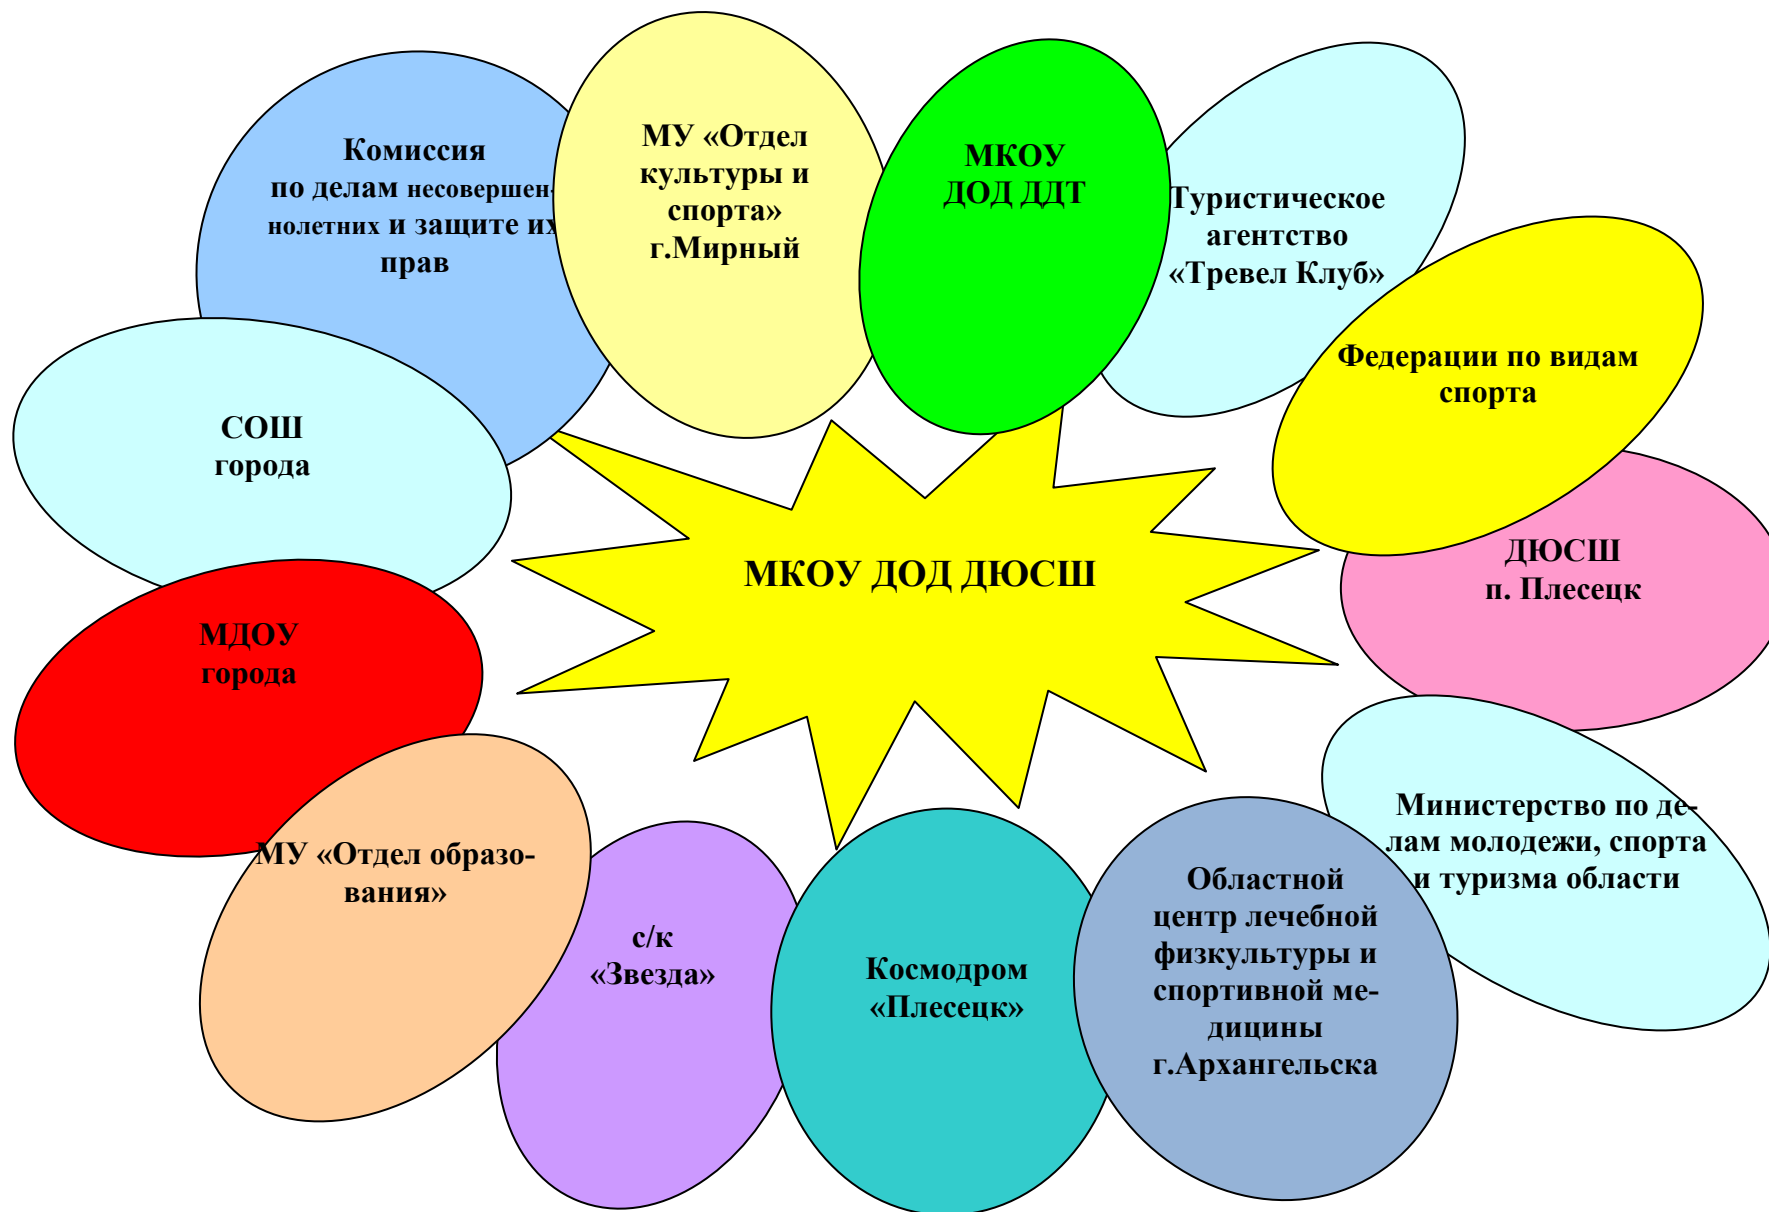 Комиссия
по делам несовершен-
нолетних и защите их
прав
МУ «Отдел
культуры и
спорта»
г.Мирный
МКОУ
ДОД ДДТ
Туристическое
агентство
«Тревел Клуб»
Федерации по видам
спорта
СОШ
города
МКОУ ДОД ДЮСШ
ДЮСШ
п. Плесецк
МДОУ
города
Министерство по де-
лам молодежи, спорта
и туризма области
МУ «Отдел образо-
вания»
с/к
«Звезда»
Космодром
«Плесецк»
Областной
центр лечебной
физкультуры и
спортивной ме-
дицины
г.Архангельска